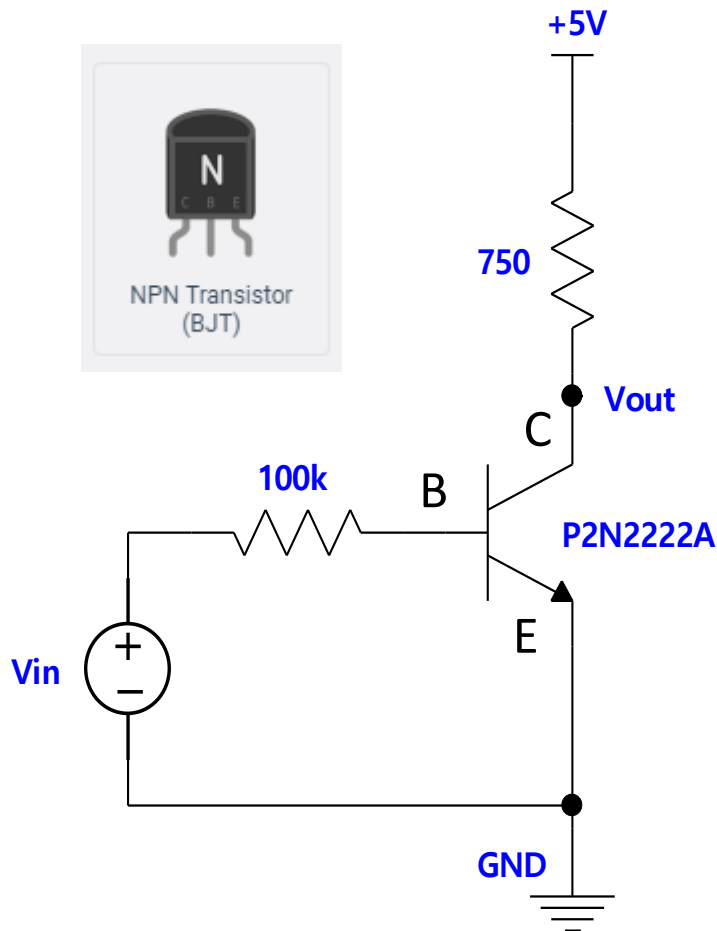 +5V
N
C B E
NPN Transistor
(BJT)
750
Vout
C
100k
B
P2N2222A
E
+
Vin
−
GND